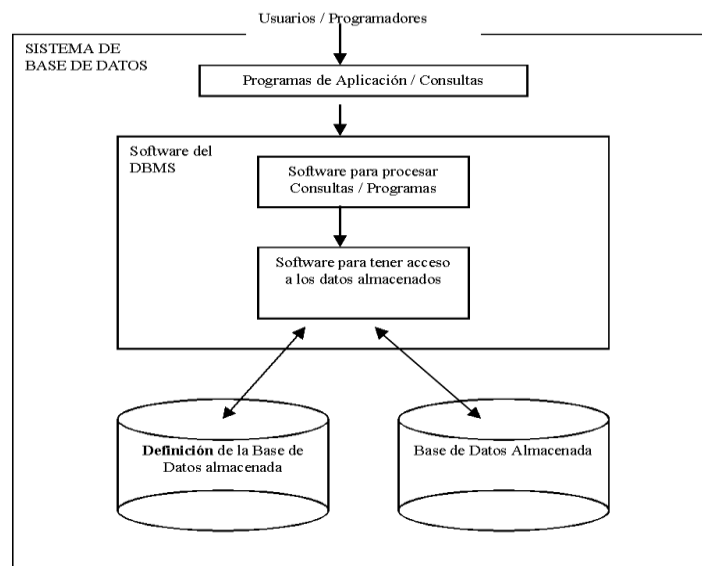 Usuarios / Programadores
SISTEMA DE
BASE DE DATOS
Programas de Aplicación / Consultas
Software del
DBMS
Software para procesar
Consultas / Programas
Software para tener acceso
a los datos almacenados
Definición de la Base de
Datos almacenada
Base de Datos Almacenada